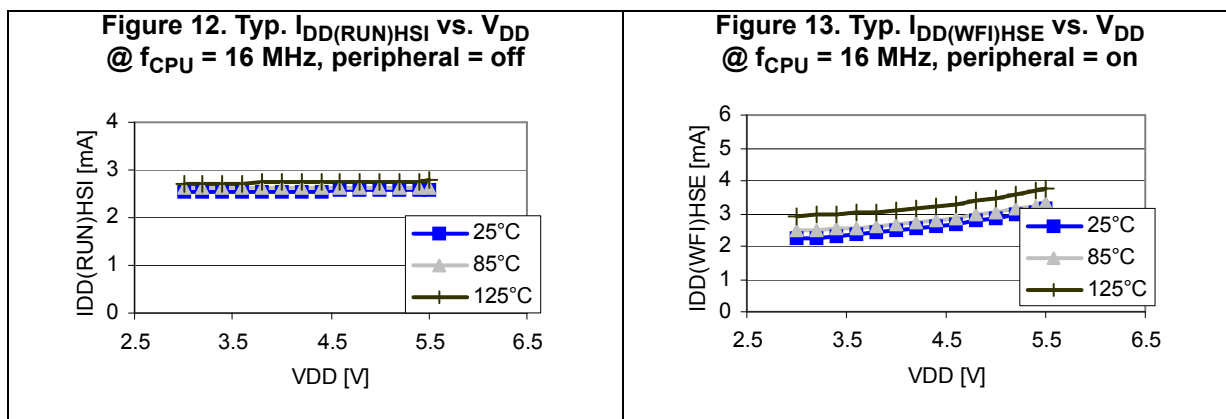 Figure 12. Typ. IDD(RUN)HSI vs. VDD
@ fCPU = 16 MHz, peripheral = off
4
3
2
1
0
IDD(RUN)HSI [mA]
25°C
85°C
125°C
2.5 3.5 4.5 5.5 6.5
VDD [V]
Figure 13. Typ. IDD(WFI)HSE vs. VDD
@ fCPU = 16 MHz, peripheral = on
6
5
4
3
2
1
0
IDD(WFI)HSE [mA]
25°C
85°C
125°C
2.5 3.5 4.5 5.5 6.5
VDD [V]